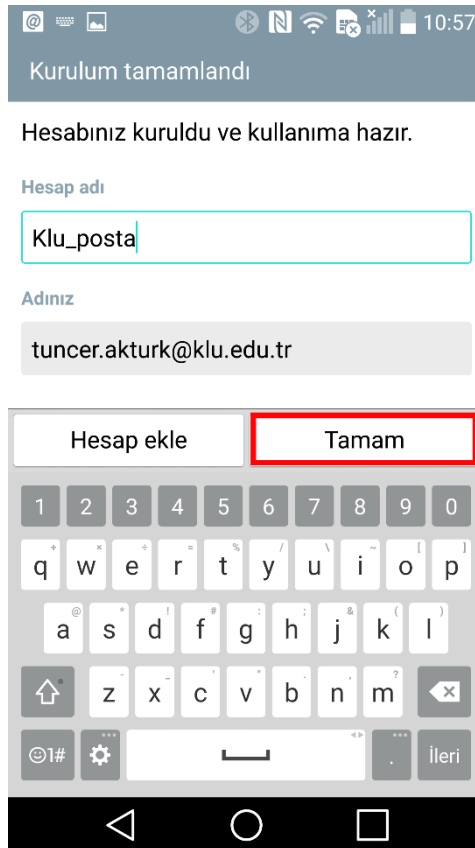 10:57
Kurulum tamamlandı
Hesabınız kuruldu ve kullanıma hazır.
Hesap adı
Klu_posta
Adınız
tuncer.akturk@klu.edu.tr
Hesap ekle Tamam
1 2 3 4 5 6 7 8 9 0
q w e r t y u i o p
a s d f g h j k l
z x c v b n m
☺1# . İleri